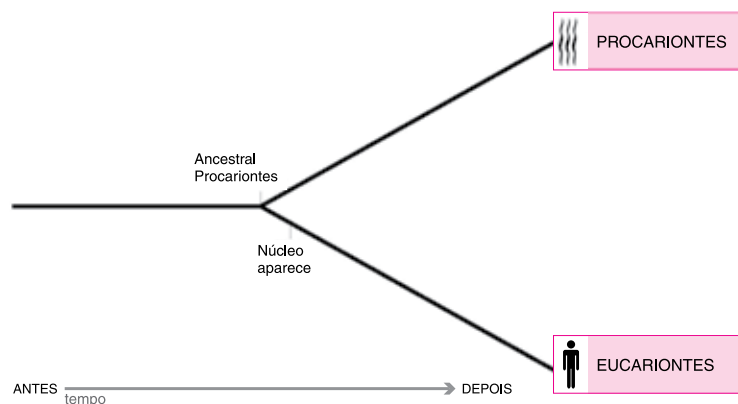 PROCARIONTES
Ancestral
Procariontes
Núcleo
aparece
EUCARIONTES
ANTES
DEPOIS
tempo